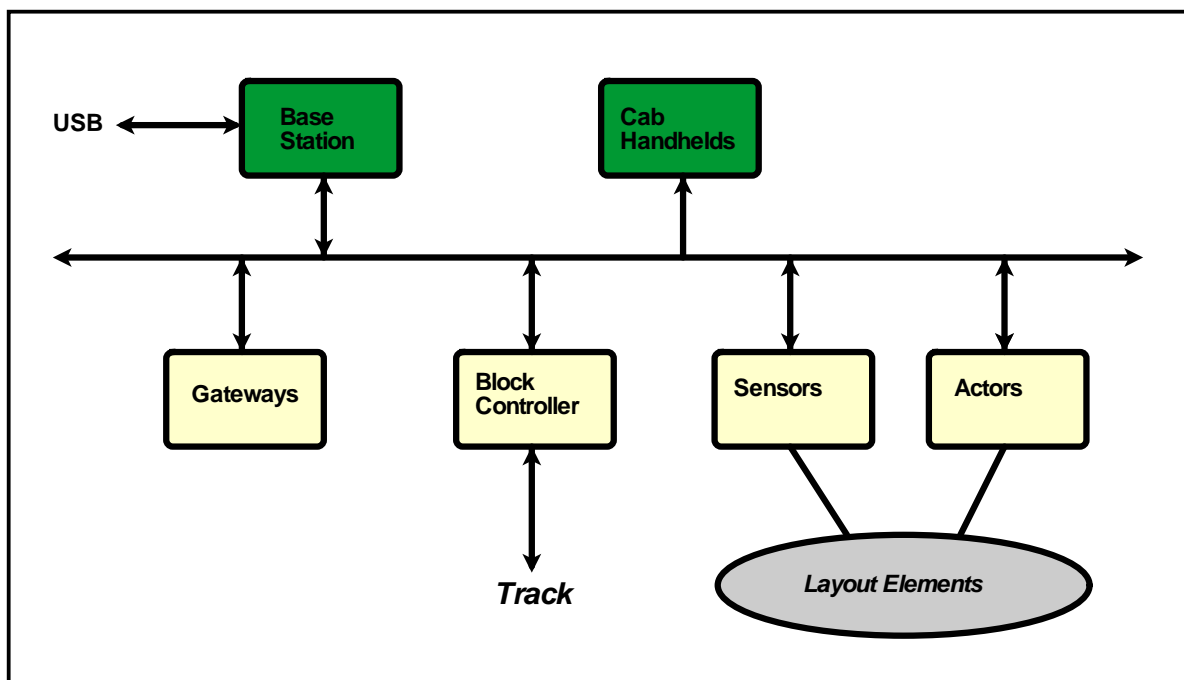 USB
Base
Station
Cab
Handhelds
Gateways
Block
Controller
Sensors
Actors
Track
Layout Elements